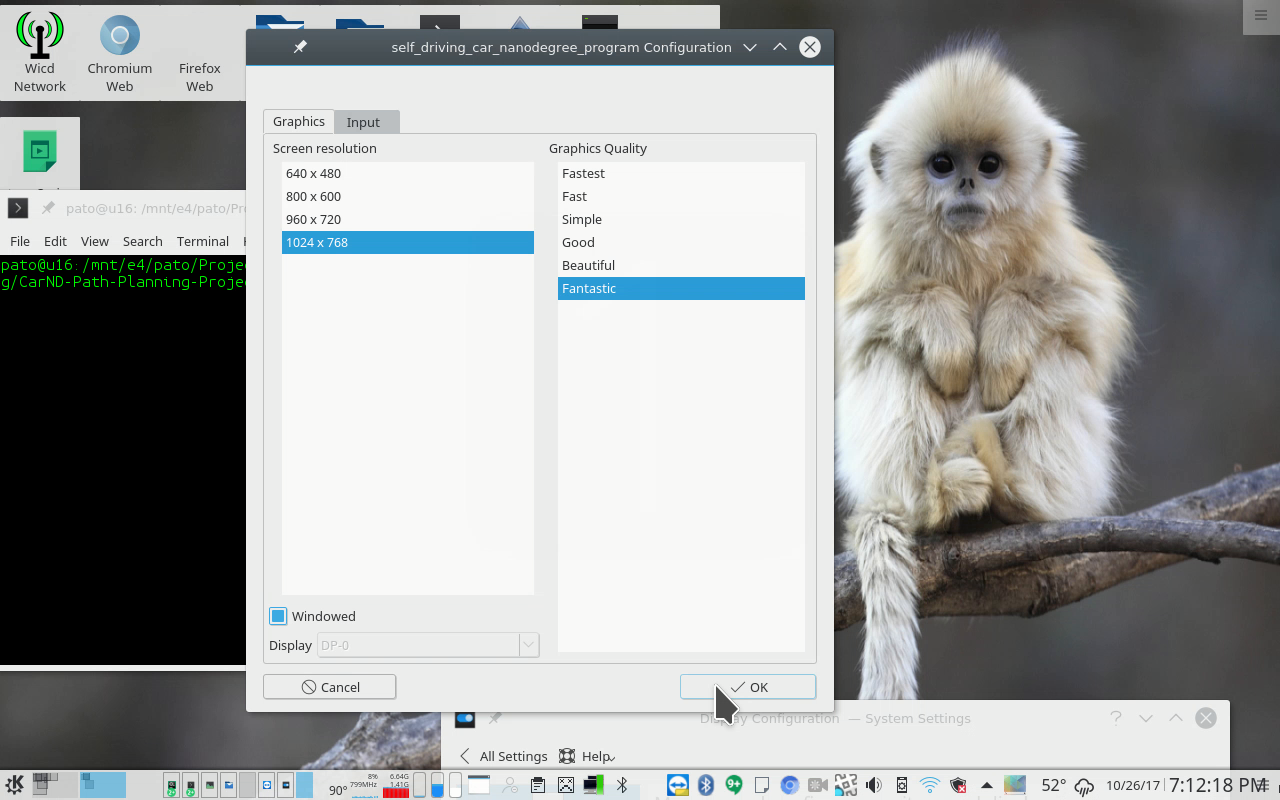 Wicd
Network
Chromium
Web
Firefox
Web
self_driving_car_nanodegree_program Configuration
Graphics
Input
Screen resolution
Graphics Quality
640 x 480
800 x 600
960 x 720
1024 x 768
Fastest
Fast
Simple
Good
Beautiful
Fantastic
pato@u16: /mnt/e4/pato/Pr
File Edit View Search Terminal
pato@u16:/mnt/e4/pato/Proje
g/CarND-Path-Planning-Proje
Windowed
Display
DP-0
Cancel
OK
Display Configuration — System Settings
All Settings
Help
90°
8%
799MHz
6.64G
1.41G
9+
52°
10/26/17
7:12:18 PM